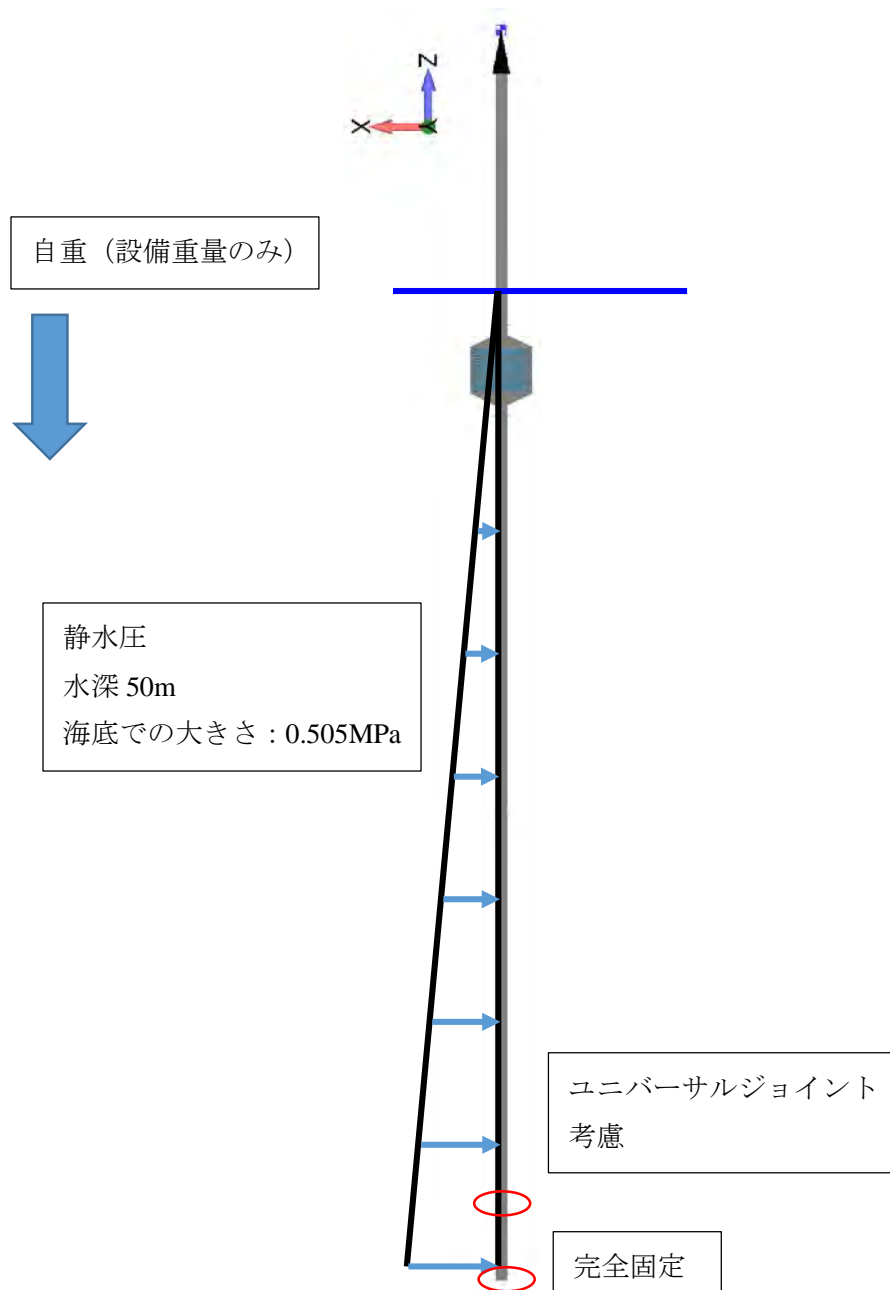 Z
X
Y
自重（設備重量のみ）
静水圧
水深 50m
海底での大きさ：0.505MPa
ユニバーサルジョイント
考慮
完全固定